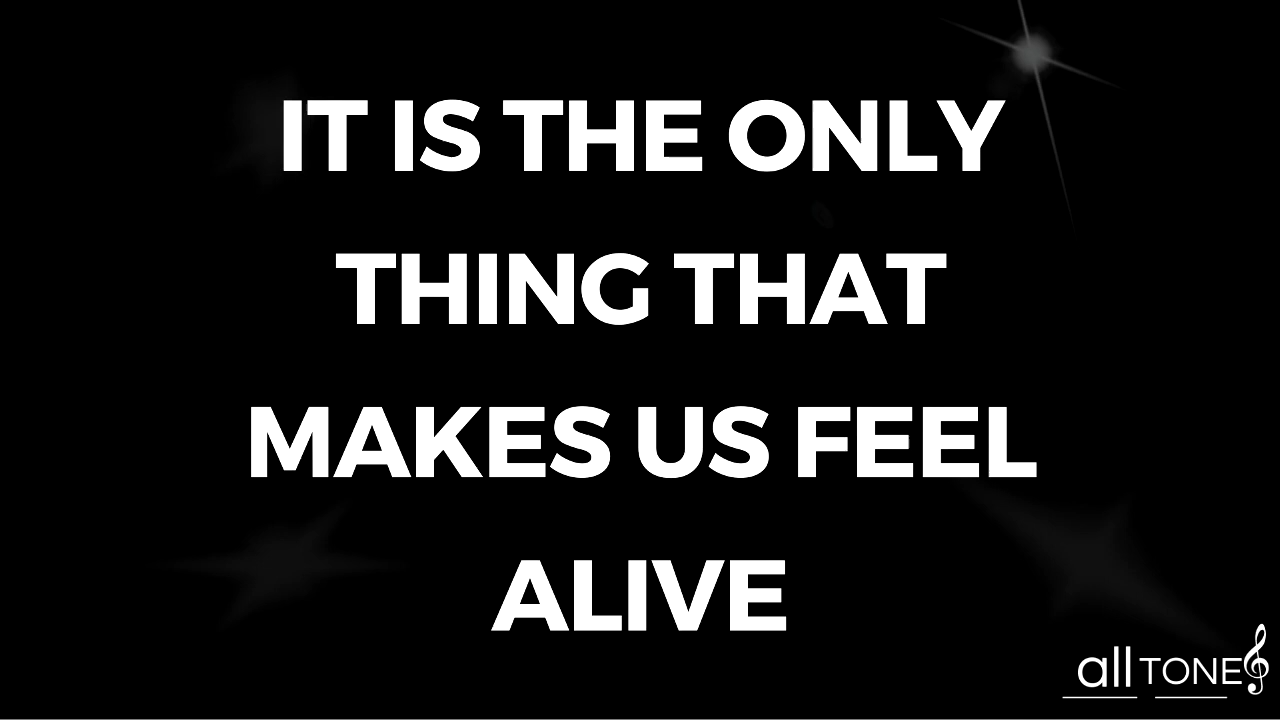 IT IS THE ONLY
THING THAT
MAKES US FEEL
ALIVE
all TONE